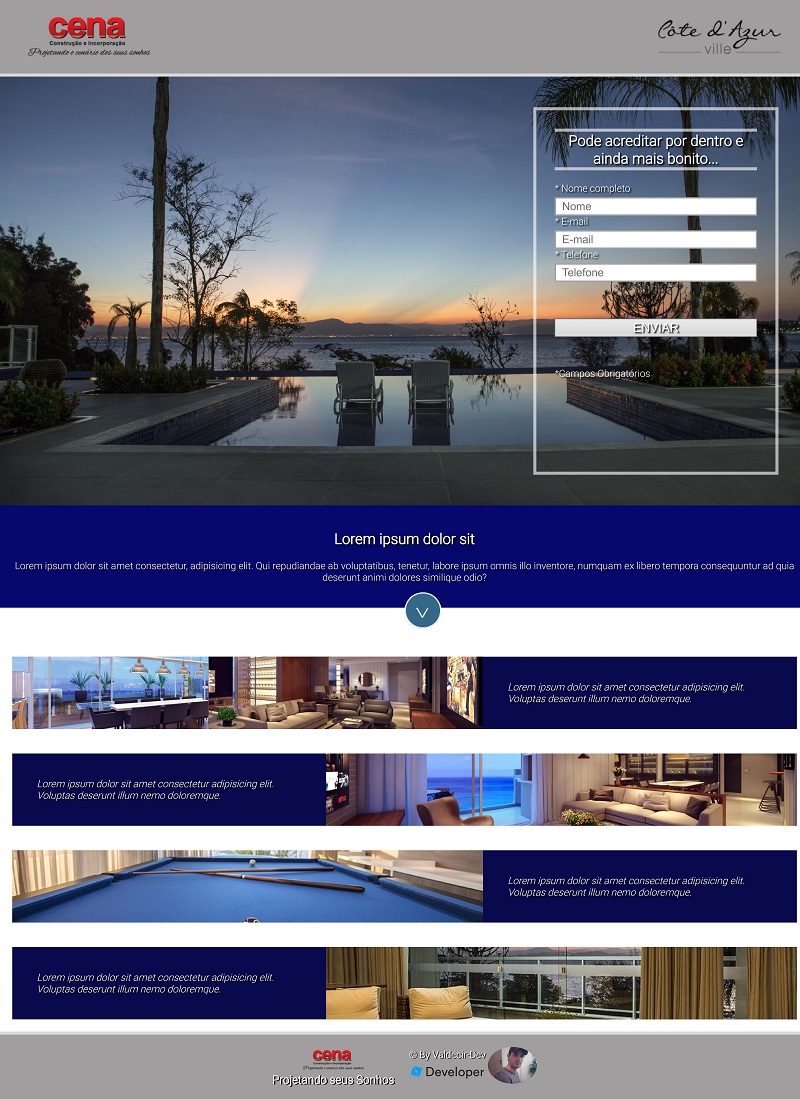 cena
Construção e Incorporação
Projetando o cenário dos seus sonhos
Cote d'Azur
ville
Pode acreditar por dentro e
ainda mais bonito...
* Nome completo
Nome
* E-mail
E-mail
* Telefone
Telefone
ENVIAR
*Campos Obrigatórios
Lorem ipsum dolor sit
Lorem ipsum dolor sit amet consectetur, adipisicing elit. Qui repudiandae ab voluptatibus, tenetur, labore ipsum omnis illo inventore, numquam ex libero tempora consequuntur ad quia
deserunt animi dolores similique odio?
Lorem ipsum dolor sit amet consectetur adipisicing elit.
Voluptas deserunt illum nemo doloremque.
Lorem ipsum dolor sit amet consectetur adipisicing elit.
Voluptas deserunt illum nemo doloremque.
cena
Lorem ipsum dolor sit amet consectetur adipisicing elit.
Voluptas deserunt illum nemo doloremque.
Lorem ipsum dolor sit amet consectetur adipisicing elit.
Voluptas deserunt illum nemo doloremque.
cena
Construção e Incorporação
Projetando o cenário dos seus sonhos
Projetando seus Sonhos
© By Valdecir-Dev
Developer